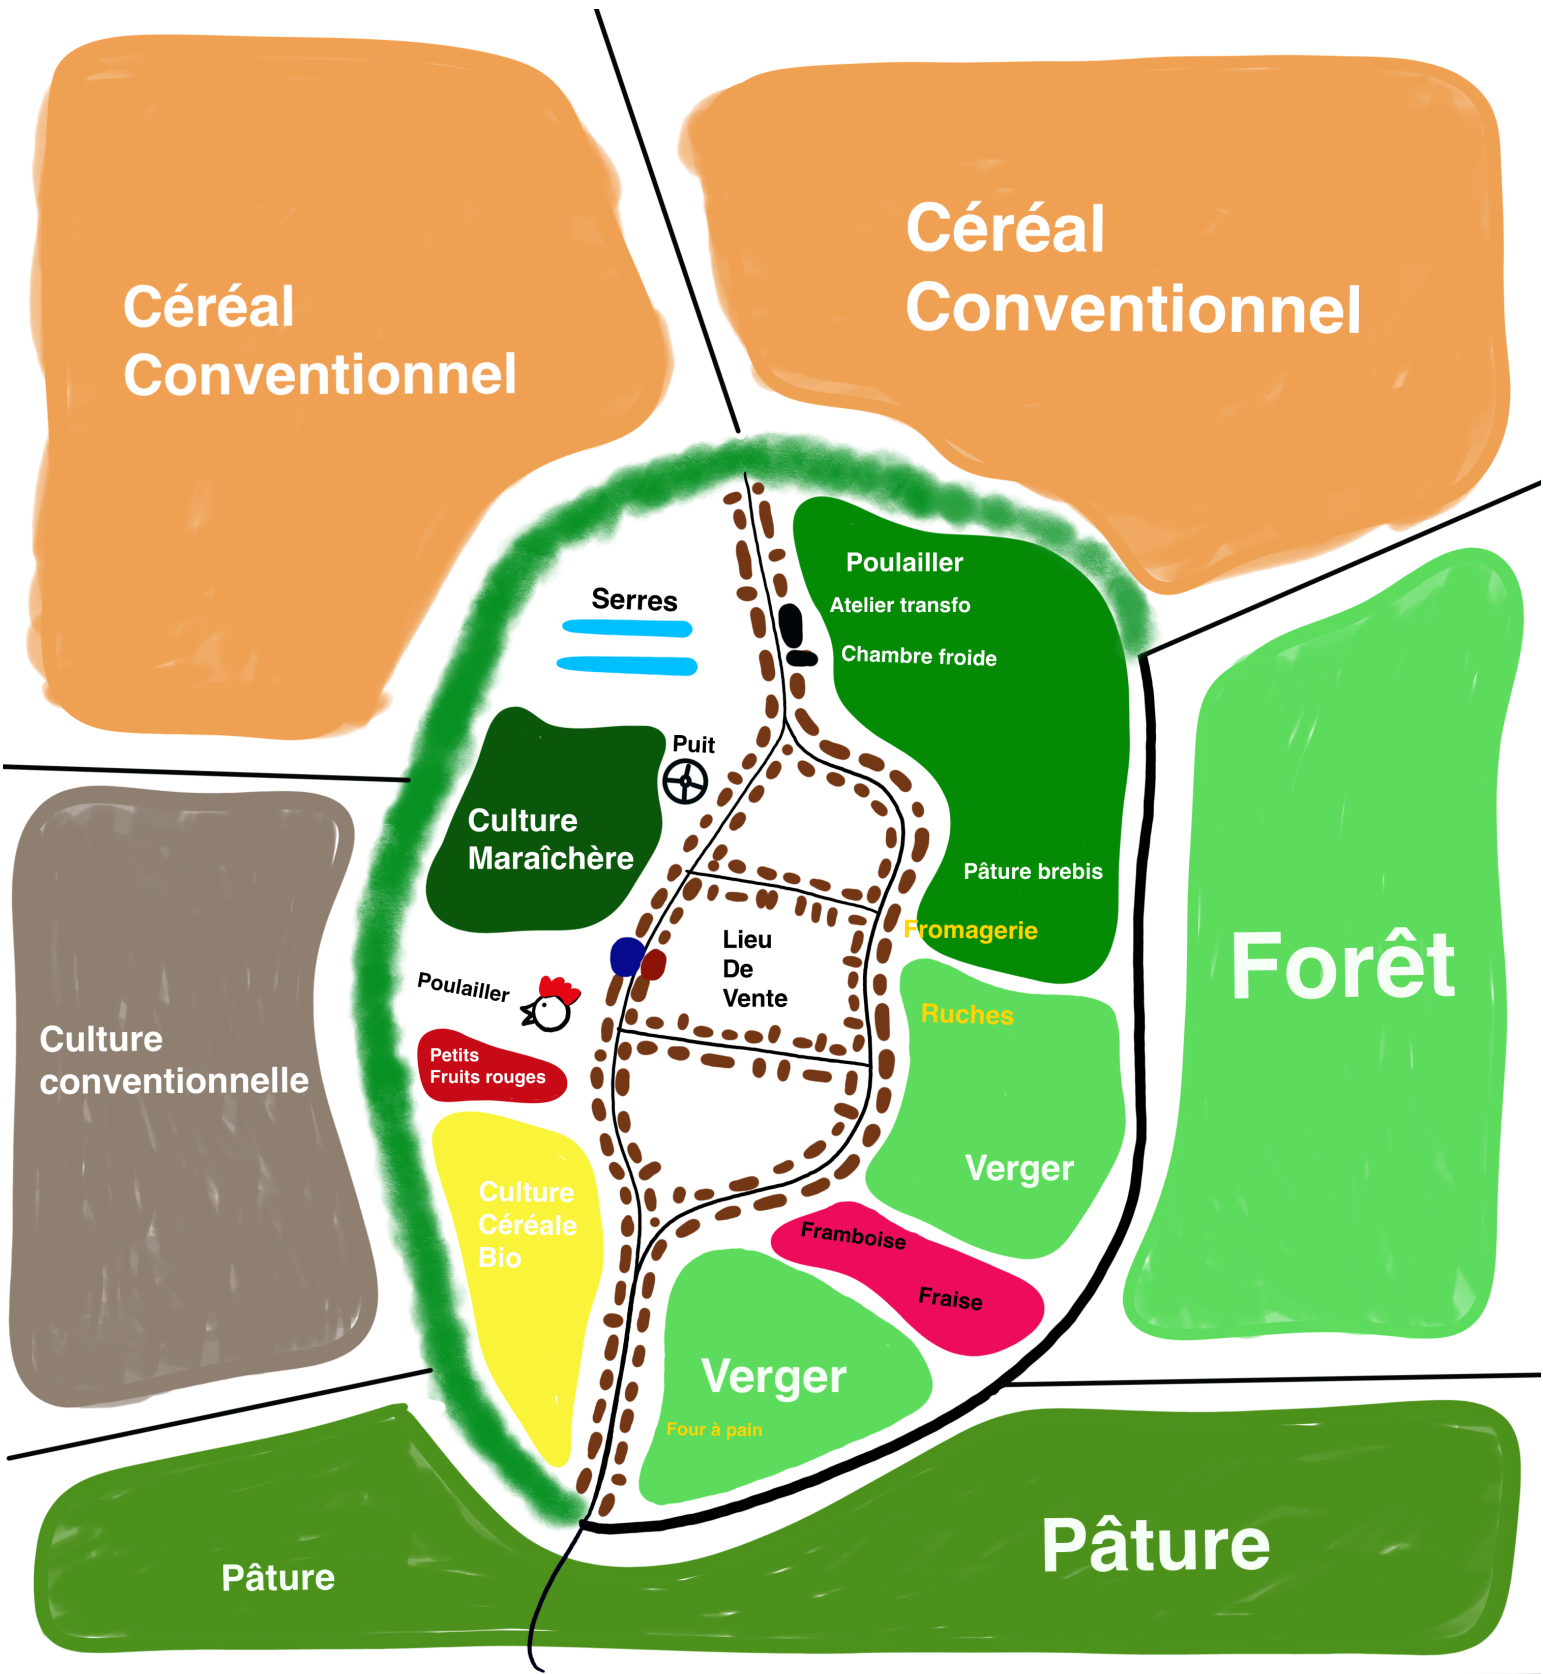 Céréal
Conventionnel
Céréal
Conventionnel
Poulailler
Atelier transfo
Chambre froide
Serres
Puit
Culture
Maraîchère
Pâture brebis
Fromagerie
Lieu
De
Vente
Forêt
Poulailler
Ruches
Culture
conventionnelle
Petits
Fruits rouges
Verger
Culture
Céréale
Bio
Framboise
Fraise
Verger
Four à pain
Pâture
Pâture